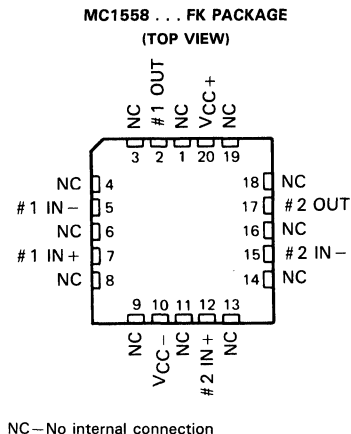 MC1558 . . . FK PACKAGE
(TOP VIEW)
NC
#1 OUT
NC
VCC+
NC
3 2 1 20 19
NC 4
#1 IN−
5
NC 6
#1 IN+
7
NC 8
18 NC
17 #2 OUT
16 NC
15 #2 IN−
14 NC
9 10 11 12 13
NC
VCC−
NC
#2 IN+
NC
NC−No internal connection